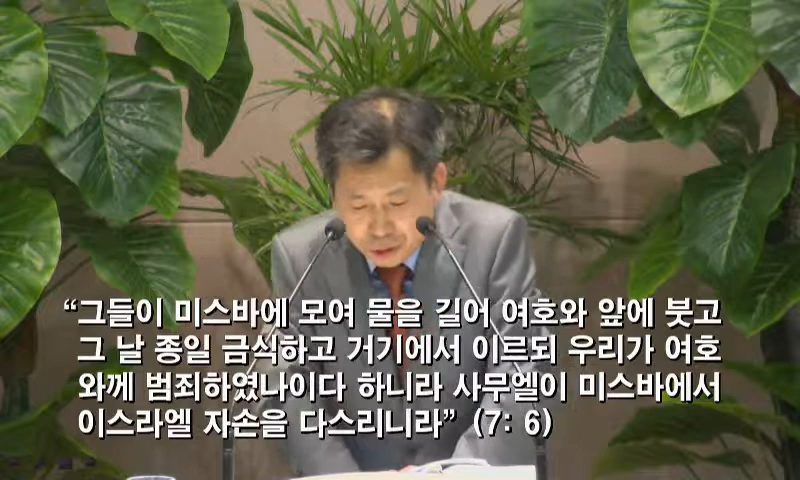 “그들이 미스바에 모여 물을 길어 여호와 앞에 붓고
그 날 종일 금식하고 거기에서 이르되 우리가 여호
와께 범죄하였나이다 하니라 사무엘이 미스바에서
이스라엘 자손을 다스리니라” (7: 6)